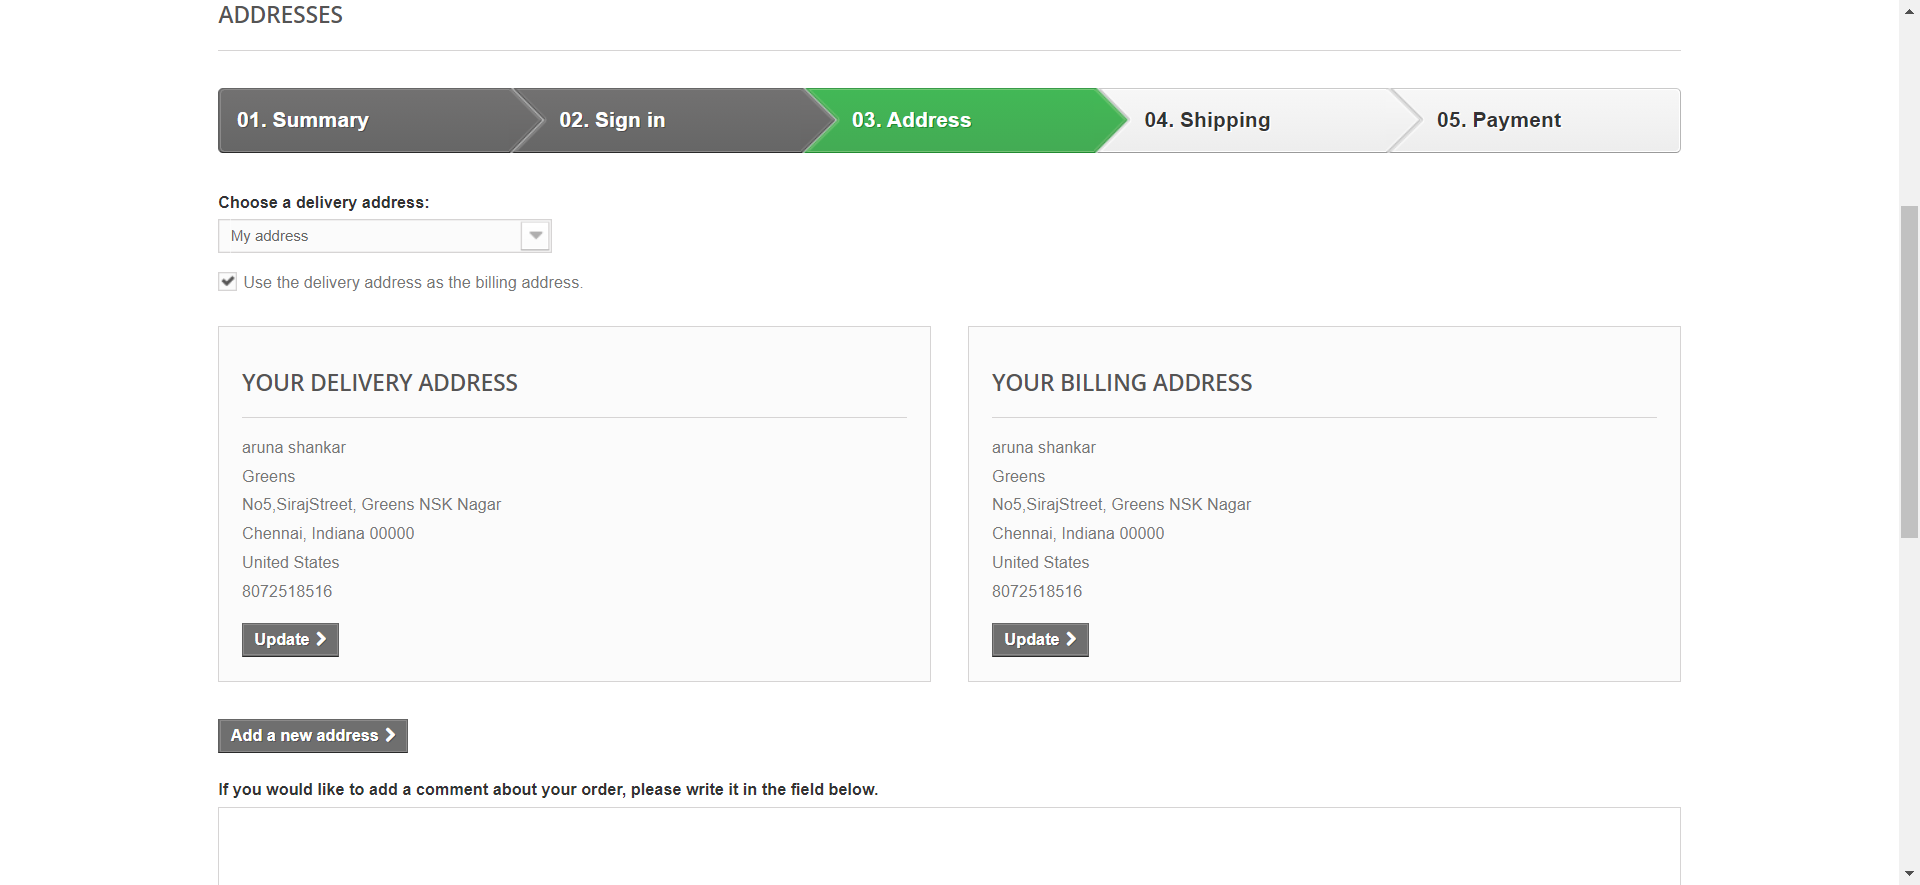 ADDRESSES
01. Summary
02. Sign in
03. Address
04. Shipping
05. Payment
Choose a delivery address:
My address
Use the delivery address as the billing address.
YOUR DELIVERY ADDRESS
aruna shankar
Greens
No5,SirajStreet, Greens NSK Nagar
Chennai, Indiana 00000
United States
8072518516
Update
YOUR BILLING ADDRESS
aruna shankar
Greens
No5,SirajStreet, Greens NSK Nagar
Chennai, Indiana 00000
United States
8072518516
Update
Add a new address
If you would like to add a comment about your order, please write it in the field below.